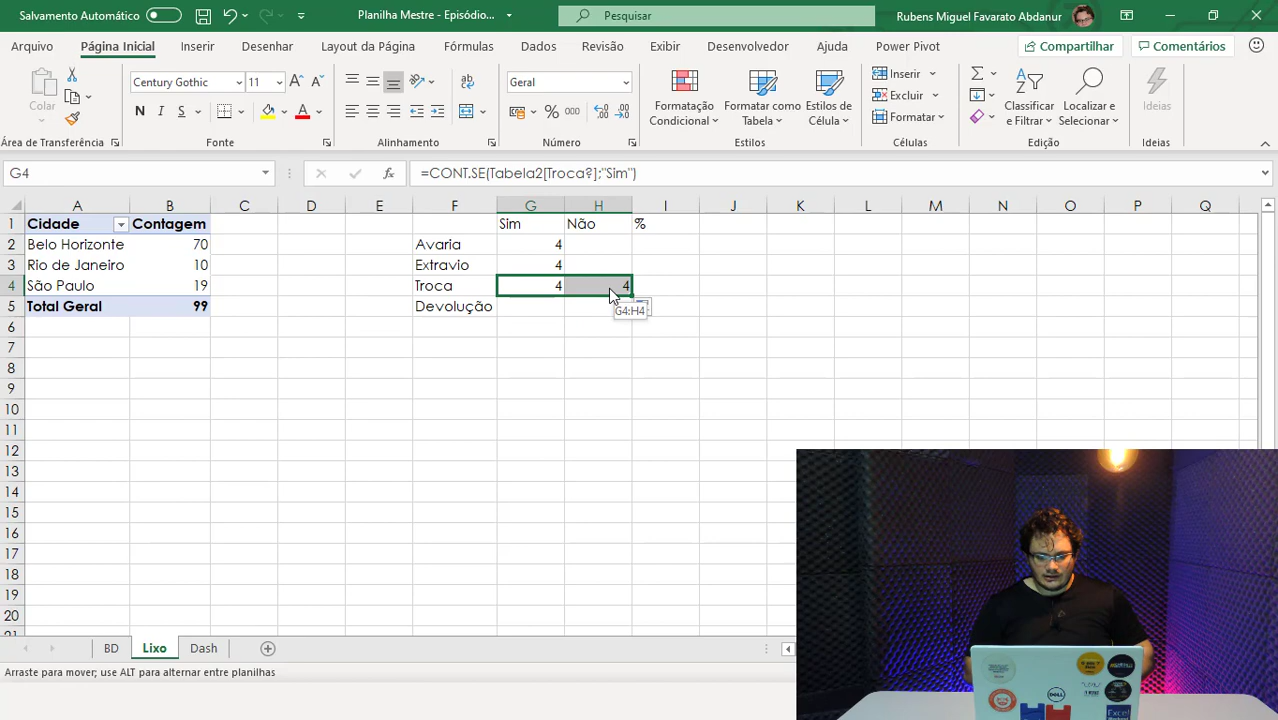 Salvamento Automático
Planilha Mestre - Episódio...
Pesquisar
Rubens Miguel Favarato Abdanur
Arquivo
Página Inicial
Inserir
Desenhar
Layout da Página
Fórmulas
Dados
Revisão
Exibir
Desenvolvedor
Ajuda
Power Pivot
Compartilhar
Comentários
Colar
Century Gothic
11
N I S
Geral
% 000
Formatação Condicional
Formatar como Tabela
Estilos de Célula
Inserir
Excluir
Formatar
Classificar e Filtrar
Localizar e Selecionar
Ideias
Área de Transferência
Fonte
Alinhamento
Número
Estilos
Células
Edição
Ideias
G4
fx
=CONT.SE(Tabela2[Troca?];"Sim")
A B C D E F G H I J K L M N O P Q
1 Cidade Contagem Sim Não %
2 Belo Horizonte 70 Avaria 4
3 Rio de Janeiro 10 Extravio 4
4 São Paulo 19 Troca 4 4
5 Total Geral 99 Devolução
G4:H4
6
7
8
9
10
11
12
13
14
15
16
17
18
19
20
21
BD
Lixo
Dash
Arraste para mover; use ALT para alternar entre planilhas
DELL
Excel